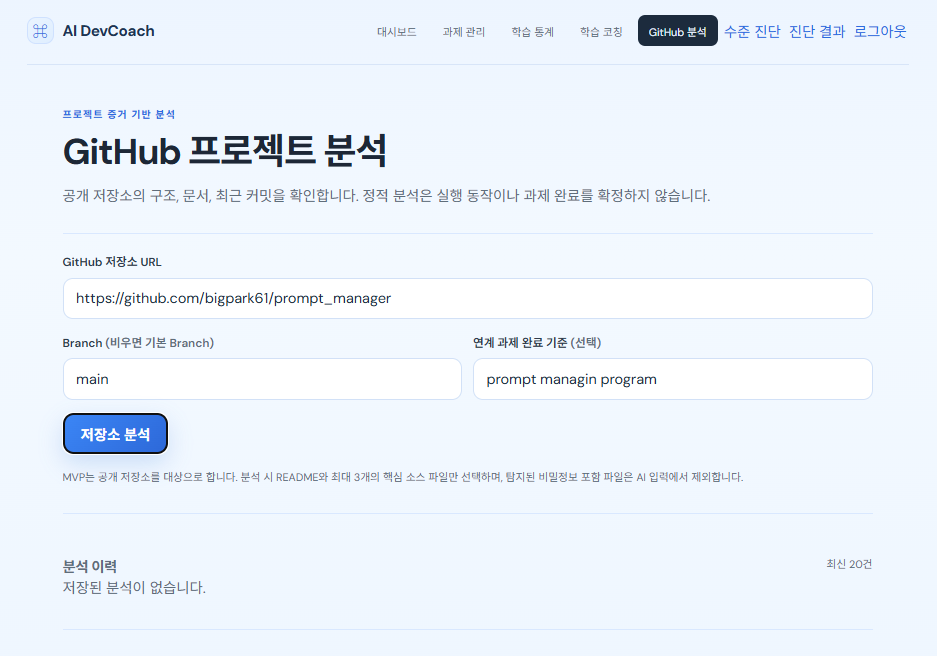 AI DevCoach
대시보드 과제 관리 학습 통계 학습 코칭 GitHub 분석 수준 진단 진단 결과 로그아웃
프로젝트 증거 기반 분석
GitHub 프로젝트 분석
공개 저장소의 구조, 문서, 최근 커밋을 확인합니다. 정적 분석은 실행 동작이나 과제 완료를 확정하지 않습니다.
GitHub 저장소 URL
https://github.com/bigpark61/prompt_manager
Branch (비우면 기본 Branch) 연계 과제 완료 기준 (선택)
main prompt managin program
저장소 분석
MVP는 공개 저장소를 대상으로 합니다. 분석 시 README와 최대 3개의 핵심 소스 파일만 선택하며, 탐지된 비밀정보 포함 파일은 AI 입력에서 제외합니다.
분석 이력 최신 20건
저장된 분석이 없습니다.